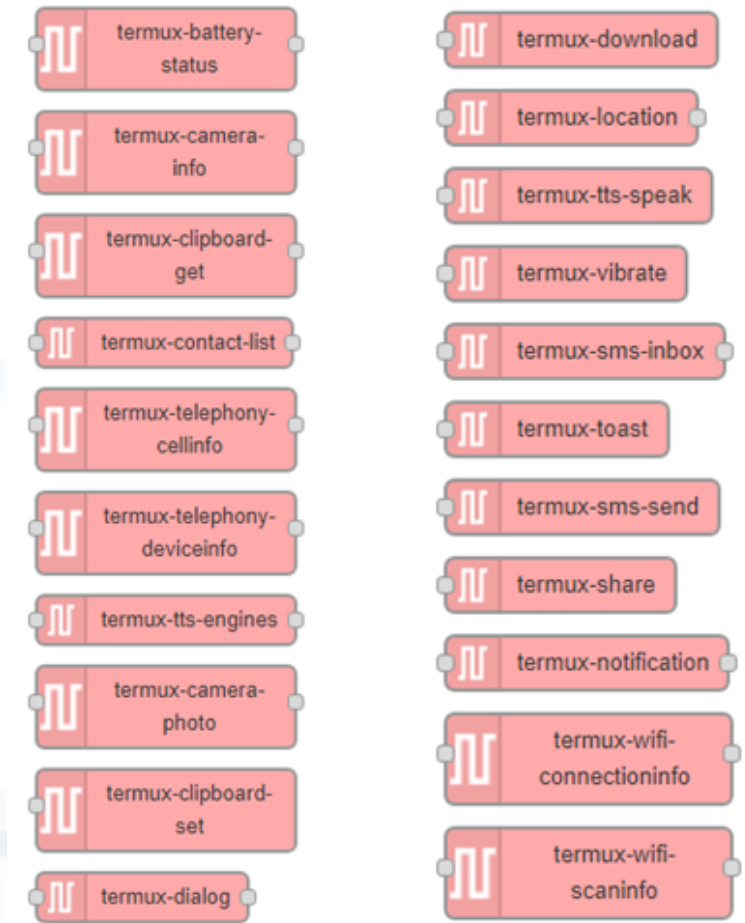 termux-battery-
status
termux-camera-
info
termux-clipboard-
get
termux-contact-list
termux-telephony-
cellinfo
termux-telephony-
deviceinfo
termux-tts-engines
termux-camera-
photo
termux-clipboard-
set
termux-dialog
termux-download
termux-location
termux-tts-speak
termux-vibrate
termux-sms-inbox
termux-toast
termux-sms-send
termux-share
termux-notification
termux-wifi-
connectioninfo
termux-wifi-
scaninfo